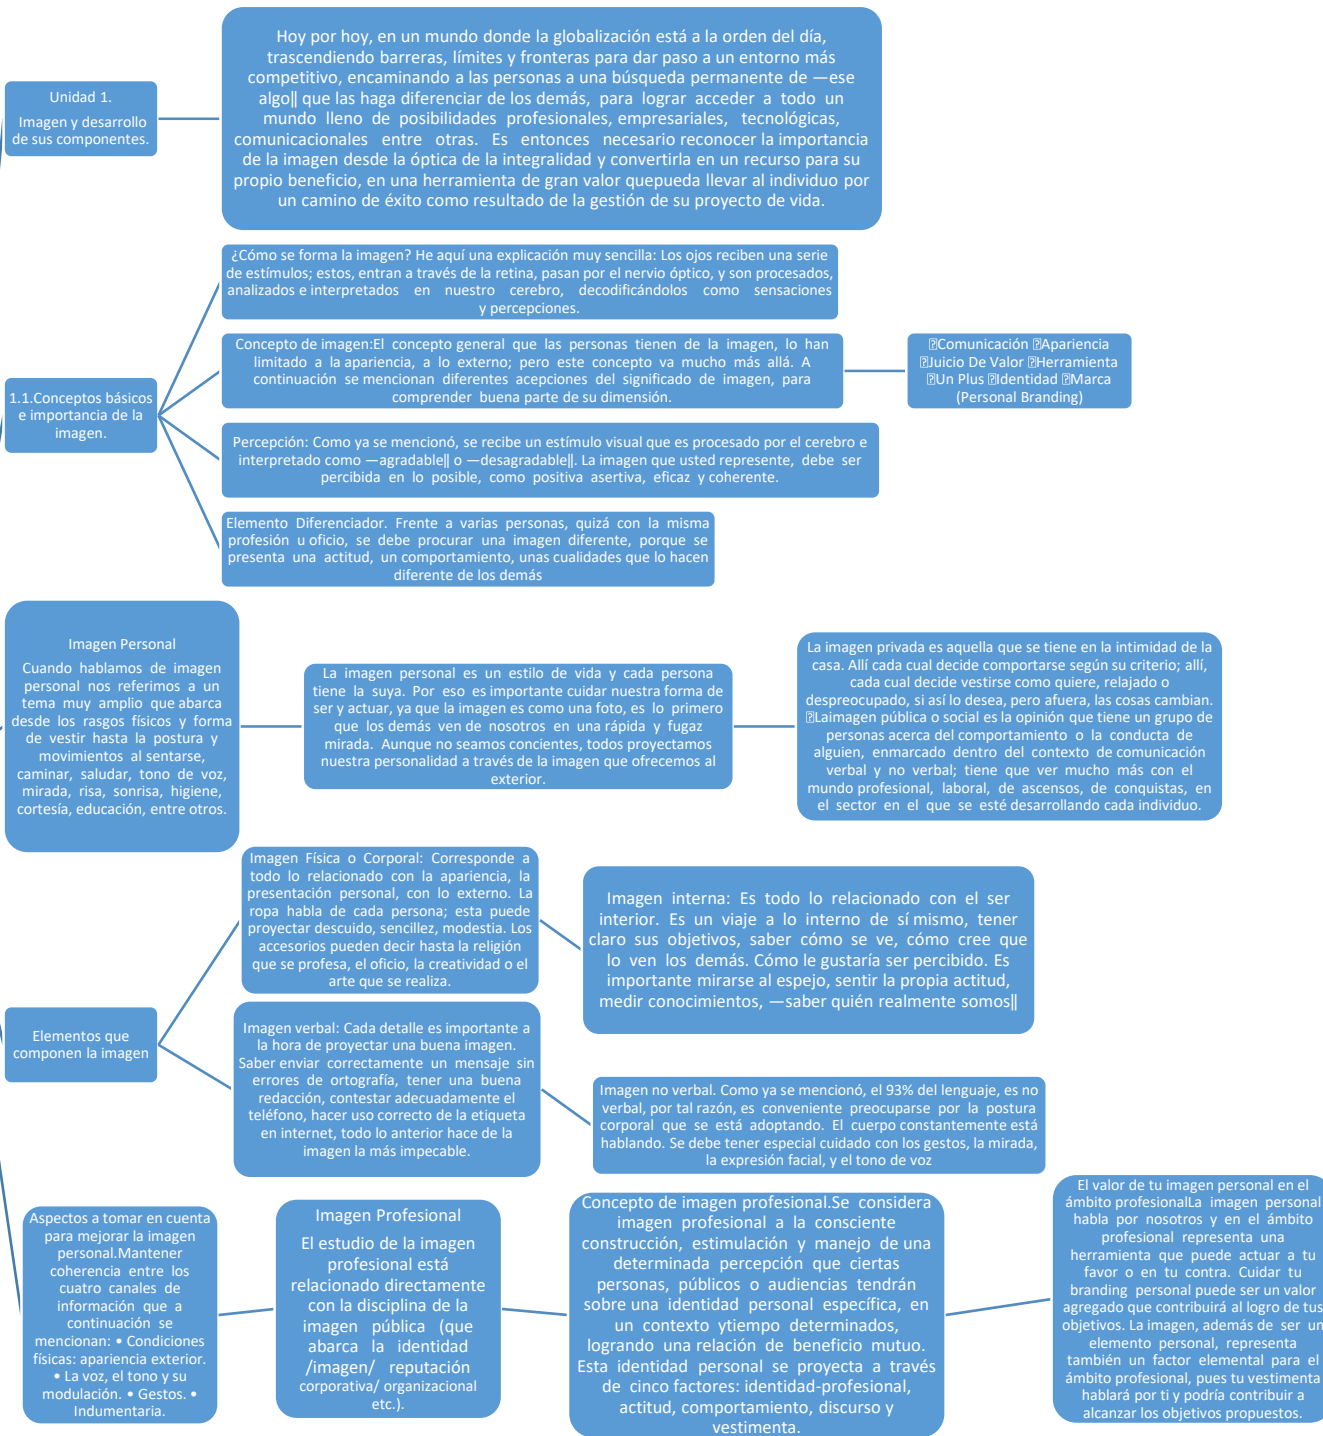 Unidad 1.
Imagen y desarrollo
de sus componentes.
Hoy por hoy, en un mundo donde la globalización está a la orden del día,
trascendiendo barreras, límites y fronteras para dar paso a un entorno más
competitivo, encaminando a las personas a una búsqueda permanente de ―ese
algo‖ que las haga diferenciar de los demás, para lograr acceder a todo un
mundo lleno de posibilidades profesionales, empresariales, tecnológicas,
comunicacionales entre otras. Es entonces necesario reconocer la importancia
de la imagen desde la óptica de la integralidad y convertirla en un recurso para su
propio beneficio, en una herramienta de gran valor quepueda llevar al individuo por
un camino de éxito como resultado de la gestión de su proyecto de vida.
1.1.Conceptos básicos
e importancia de la
imagen.
¿Cómo se forma la imagen? He aquí una explicación muy sencilla: Los ojos reciben una serie
de estímulos; estos, entran a través de la retina, pasan por el nervio óptico, y son procesados,
analizados e interpretados en nuestro cerebro, decodificándolos como sensaciones
y percepciones.
Concepto de imagen:El concepto general que las personas tienen de la imagen, lo han
limitado a la apariencia, a lo externo; pero este concepto va mucho más allá. A
continuación se mencionan diferentes acepciones del significado de imagen, para
comprender buena parte de su dimensión.
Comunicación Apariencia
Juicio De Valor Herramienta
Un Plus Identidad Marca
(Personal Branding)
Percepción: Como ya se mencionó, se recibe un estímulo visual que es procesado por el cerebro e
interpretado como ―agradable‖ o ―desagradable‖. La imagen que usted represente, debe ser
percibida en lo posible, como positiva asertiva, eficaz y coherente.
Elemento Diferenciador. Frente a varias personas, quizá con la misma
profesión u oficio, se debe procurar una imagen diferente, porque se
presenta una actitud, un comportamiento, unas cualidades que lo hacen
diferente de los demás
Imagen Personal
Cuando hablamos de imagen
personal nos referimos a un
tema muy amplio que abarca
desde los rasgos físicos y forma
de vestir hasta la postura y
movimientos al sentarse,
caminar, saludar, tono de voz,
mirada, risa, sonrisa, higiene,
cortesía, educación, entre otros.
La imagen personal es un estilo de vida y cada persona
tiene la suya. Por eso es importante cuidar nuestra forma de
ser y actuar, ya que la imagen es como una foto, es lo primero
que los demás ven de nosotros en una rápida y fugaz
mirada. Aunque no seamos concientes, todos proyectamos
nuestra personalidad a través de la imagen que ofrecemos al
exterior.
La imagen privada es aquella que se tiene en la intimidad de la
casa. Allí cada cual decide comportarse según su criterio; allí,
cada cual decide vestirse como quiere, relajado o
despreocupado, si así lo desea, pero afuera, las cosas cambian.
Laimagen pública o social es la opinión que tiene un grupo de
personas acerca del comportamiento o la conducta de
alguien, enmarcado dentro del contexto de comunicación
verbal y no verbal; tiene que ver mucho más con el
mundo profesional, laboral, de ascensos, de conquistas, en
el sector en el que se esté desarrollando cada individuo.
Elementos que
componen la imagen
Imagen Física o Corporal: Corresponde a
todo lo relacionado con la apariencia, la
presentación personal, con lo externo. La
ropa habla de cada persona; esta puede
proyectar descuido, sencillez, modestia. Los
accesorios pueden decir hasta la religión
que se profesa, el oficio, la creatividad o el
arte que se realiza.
Imagen interna: Es todo lo relacionado con el ser
interior. Es un viaje a lo interno de sí mismo, tener
claro sus objetivos, saber cómo se ve, cómo cree que
lo ven los demás. Cómo le gustaría ser percibido. Es
importante mirarse al espejo, sentir la propia actitud,
medir conocimientos, ―saber quién realmente somos‖
Imagen verbal: Cada detalle es importante a
la hora de proyectar una buena imagen.
Saber enviar correctamente un mensaje sin
errores de ortografía, tener una buena
redacción, contestar adecuadamente el
teléfono, hacer uso correcto de la etiqueta
en internet, todo lo anterior hace de la
imagen la más impecable.
Imagen no verbal. Como ya se mencionó, el 93% del lenguaje, es no
verbal, por tal razón, es conveniente preocuparse por la postura
corporal que se está adoptando. El cuerpo constantemente está
hablando. Se debe tener especial cuidado con los gestos, la mirada,
la expresión facial, y el tono de voz
Aspectos a tomar en cuenta
para mejorar la imagen
personal.Mantener
coherencia entre los
cuatro canales de
información que a
continuación se
mencionan: • Condiciones
físicas: apariencia exterior.
• La voz, el tono y su
modulación. • Gestos. •
Indumentaria.
Imagen Profesional
El estudio de la imagen
profesional está
relacionado directamente
con la disciplina de la
imagen pública (que
abarca la identidad
/imagen/ reputación
corporativa/ organizacional
etc.).
Concepto de imagen profesional.Se considera
imagen profesional a la consciente
construcción, estimulación y manejo de una
determinada percepción que ciertas
personas, públicos o audiencias tendrán
sobre una identidad personal específica, en
un contexto ytiempo determinados,
logrando una relación de beneficio mutuo.
Esta identidad personal se proyecta a través
de cinco factores: identidad-profesional,
actitud, comportamiento, discurso y
vestimenta.
El valor de tu imagen personal en el
ámbito profesionalLa imagen personal
habla por nosotros y en el ámbito
profesional representa una
herramienta que puede actuar a tu
favor o en tu contra. Cuidar tu
branding personal puede ser un valor
agregado que contribuirá al logro de tus
objetivos. La imagen, además de ser un
elemento personal, representa
también un factor elemental para el
ámbito profesional, pues tu vestimenta
hablará por ti y podría contribuir a
alcanzar los objetivos propuestos.